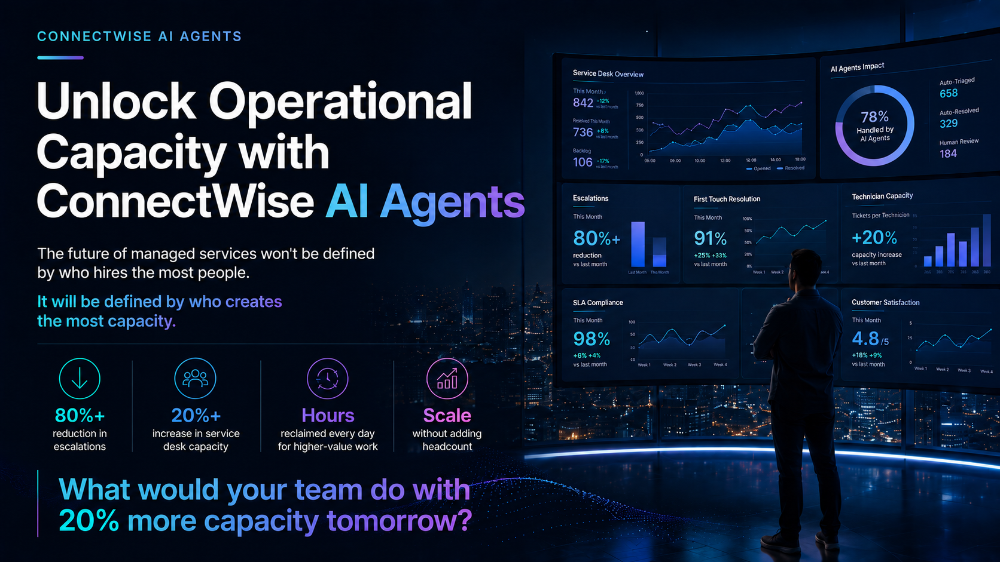 CONNECTWISE AI AGENTS
Unlock Operational
Capacity with
ConnectWise AI Agents
The future of managed services won't be defined
by who hires the most people.
It will be defined by who creates
the most capacity.
80%+
reduction in
escalations
20%+
increase in service
desk capacity
Hours
reclaimed every day
for higher-value work
Scale
without adding
headcount
What would your team do with
20% more capacity tomorrow?
Service Desk Overview
This Month
842 -12%
vs last month
Resolved This Month
736 +8%
vs last month
Backlog
106 -17%
vs last month
1,000
750
500
300
250
0
06:00 08:00 10:00 12:00 12:00 14:00 18:00
Opened Resolved
AI Agents Impact
78%
Handled by
AI Agents
Auto-Triaged
658
Auto-Resolved
329
Human Review
184
Escalations
This Month
80%+
reduction
vs last month
Last Month This Month
First Touch Resolution
This Month
91%
+25% +33%
vs last month
100%
50%
50%
20%
0%
Week 1 Week 2
Technician Capacity
Tickets per Technicion
+20%
capacity increase
vs last month
SLA Compliance
This Month
98%
+6% +4%
vs last month
100
50
Week 1 Week 2 Week 3 Week 4
Customer Satisfaction
This Month
4.8 /5
+18% +9%
vs last month
5
2.5
0
Week 1 Week 2 Week 3 Week 4